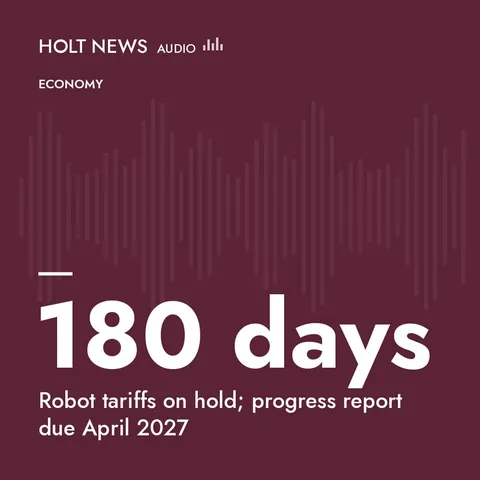 HOLT NEWS AUDIO
ECONOMY
180 days
Robot tariffs on hold; progress report
due April 2027